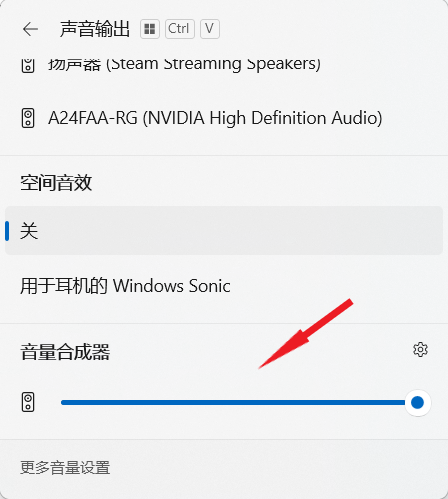 声音输出 Ctrl V
扬声器 (Steam Streaming Speakers)
A24FAA-RG (NVIDIA High Definition Audio)
空间音效
关
用于耳机的 Windows Sonic
音量合成器
更多音量设置